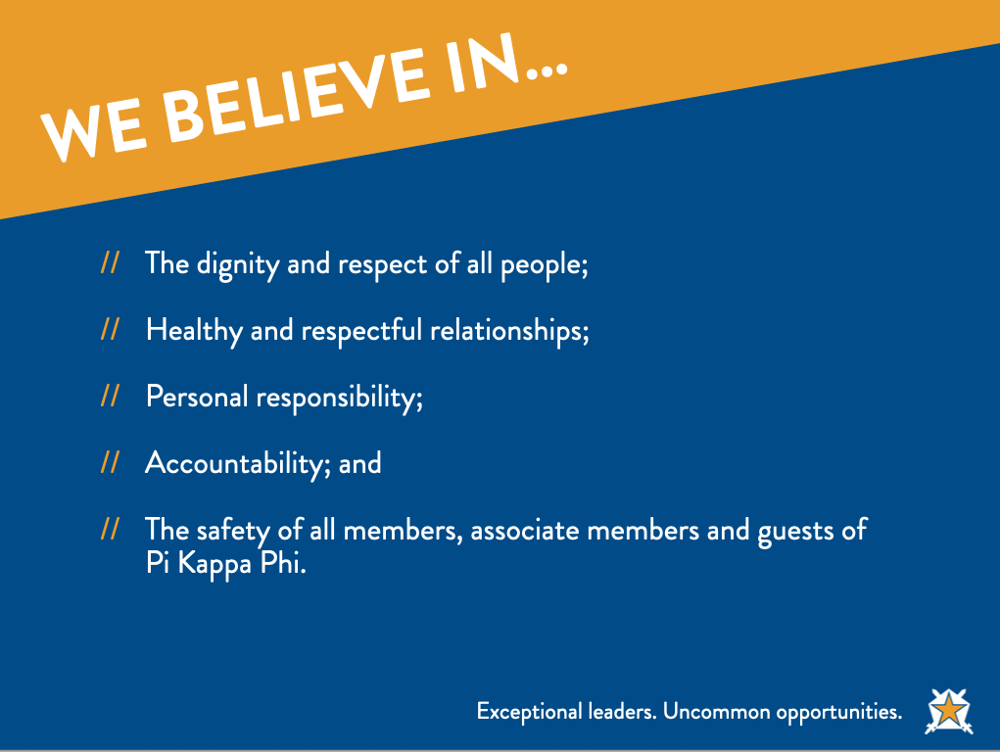 WE BELIEVE IN...
// The dignity and respect of all people;
// Healthy and respectful relationships;
// Personal responsibility;
// Accountability; and
// The safety of all members, associate members and guests of
Pi Kappa Phi.
Exceptional leaders. Uncommon opportunities.